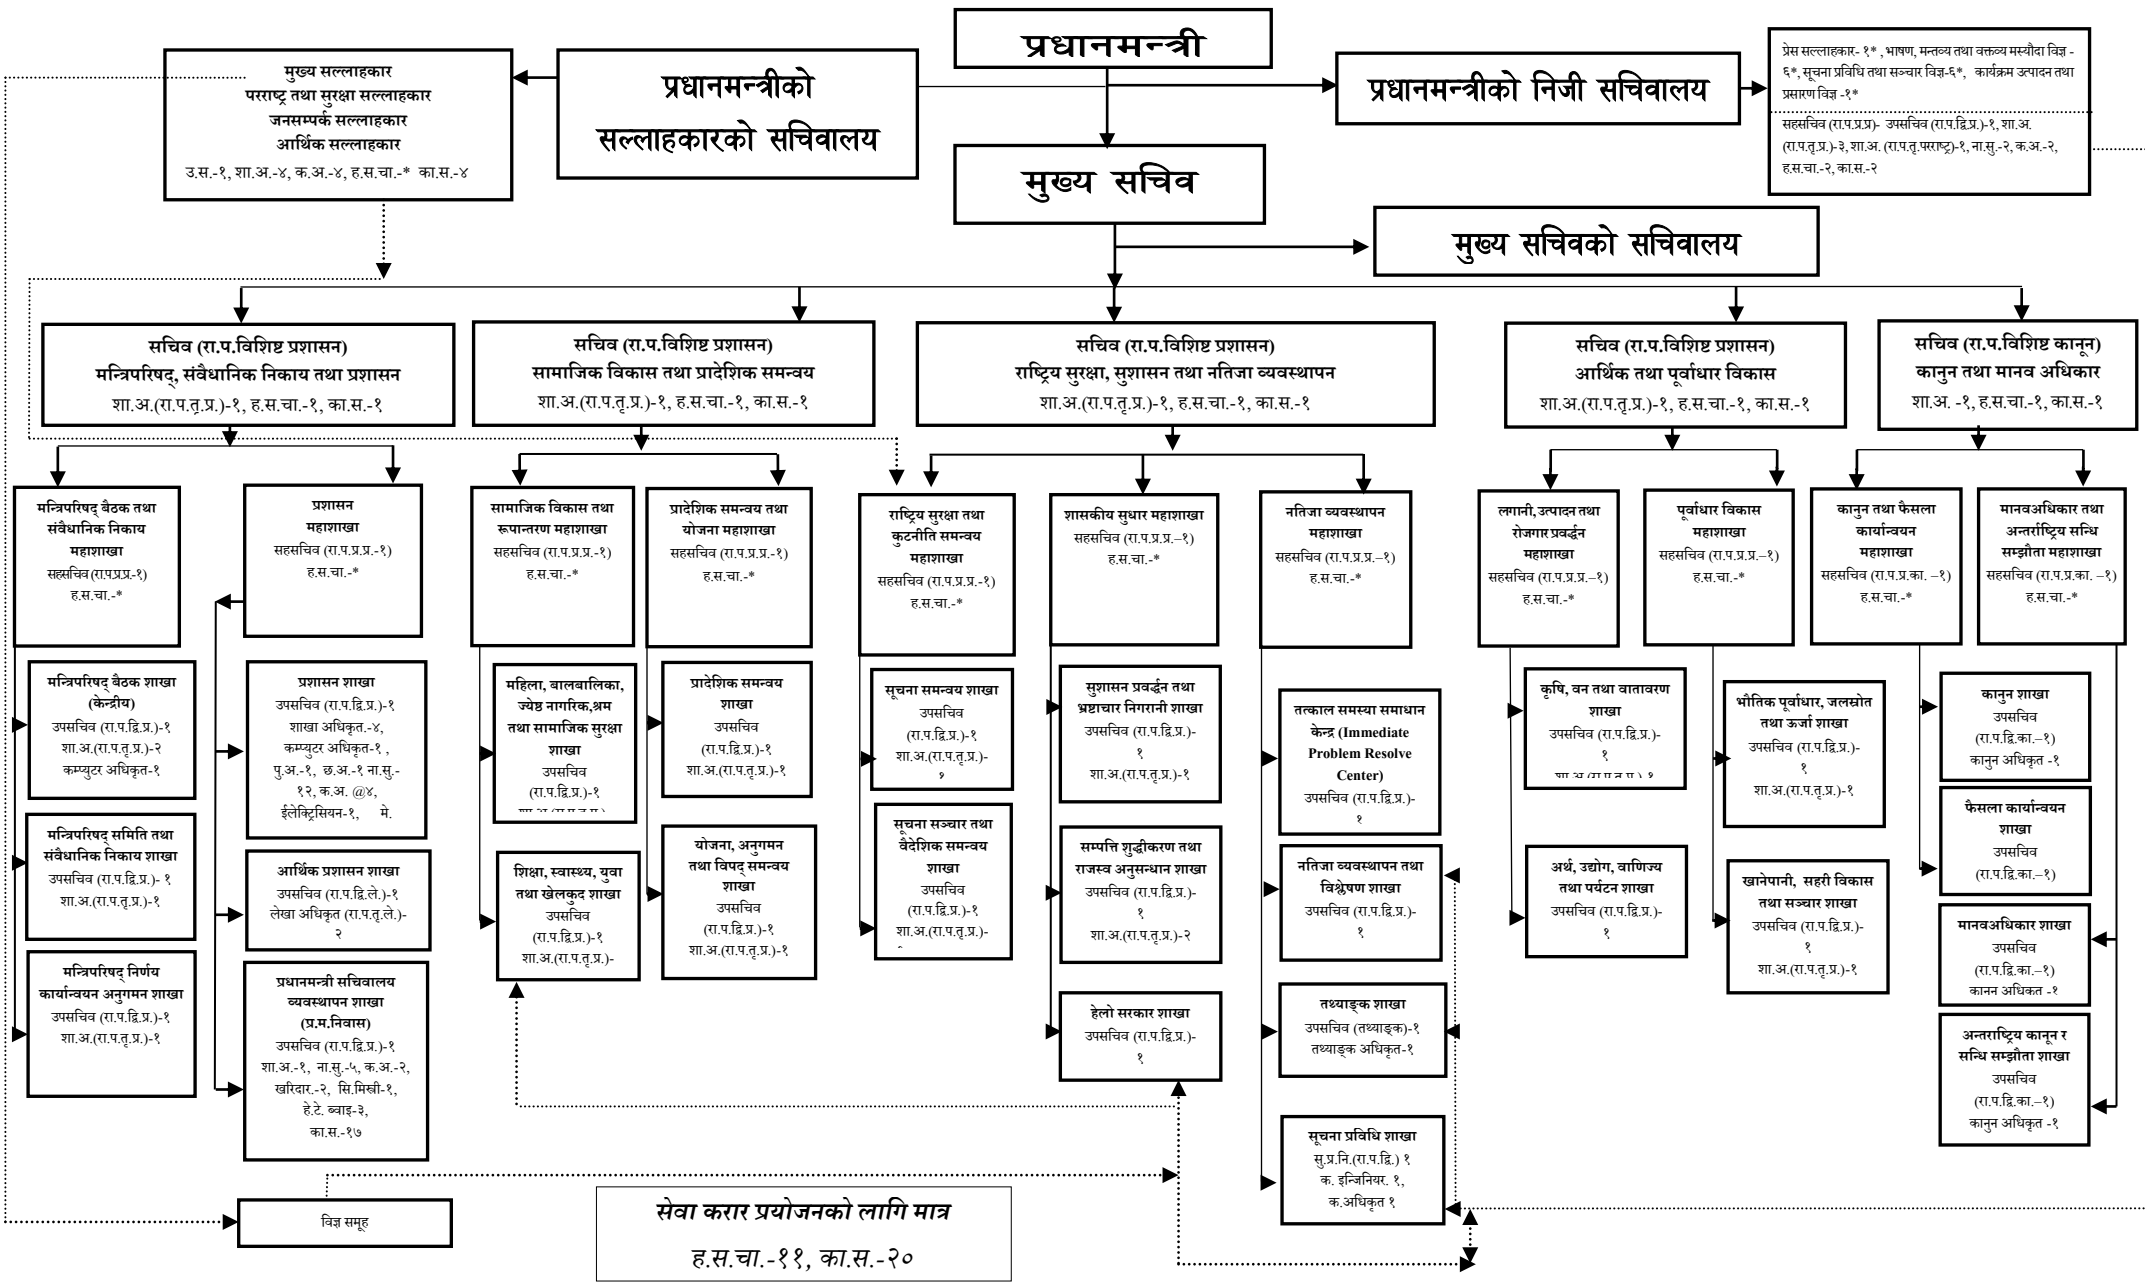 प्रधानमन्त्री
मुख्य सल्लाहकार
परराष्ट्र तथा सुरक्षा सल्लाहकार
जनसम्पर्क सल्लाहकार
आर्थिक सल्लाहकार
उ.स.-१, शा.अ.-४, क.अ.-४, ह.स.चा.-* का.स.-४
प्रधानमन्त्रीको
सल्लाहकारको सचिवालय
प्रधानमन्त्रीको निजी सचिवालय
प्रेस सल्लाहकार- १* , भाषण, मन्तव्य तथा वक्तव्य मस्यौदा विज्ञ -
६*, सूचना प्रविधि तथा सञ्चार विज्ञ-६*, कार्यक्रम उत्पादन तथा
प्रसारण विज्ञ -१*
सहसचिव (रा.प.प्र.प्र)- उपसचिव (रा.प.द्वि.प्र.)-१, शा.अ.
(रा.प.तृ.प्र.)-३, शा.अ. (रा.प.तृ.परराष्ट्र)-१, ना.सु.-२, क.अ.-२,
ह.स.चा.-२, का.स.-२
मुख्य सचिव
मुख्य सचिवको सचिवालय
सचिव (रा.प.विशिष्ट प्रशासन)
मन्त्रिपरिषद्, संवैधानिक निकाय तथा प्रशासन
शा.अ.(रा.प.तृ.प्र.)-१, ह.स.चा.-१, का.स.-१
सचिव (रा.प.विशिष्ट प्रशासन)
सामाजिक विकास तथा प्रादेशिक समन्वय
शा.अ.(रा.प.तृ.प्र.)-१, ह.स.चा.-१, का.स.-१
सचिव (रा.प.विशिष्ट प्रशासन)
राष्ट्रिय सुरक्षा, सुशासन तथा नतिजा व्यवस्थापन
शा.अ.(रा.प.तृ.प्र.)-१, ह.स.चा.-१, का.स.-१
सचिव (रा.प.विशिष्ट प्रशासन)
आर्थिक तथा पूर्वाधार विकास
शा.अ.(रा.प.तृ.प्र.)-१, ह.स.चा.-१, का.स.-१
सचिव (रा.प.विशिष्ट कानून)
कानुन तथा मानव अधिकार
शा.अ. -१, ह.स.चा.-१, का.स.-१
मन्त्रिपरिषद् बैठक तथा
संवैधानिक निकाय
महाशाखा
सहसचिव (रा.प.प्र.प्र.-१)
ह.स.चा.-*
प्रशासन
महाशाखा
सहसचिव (रा.प.प्र.प्र.-१)
ह.स.चा.-*
सामाजिक विकास तथा
रूपान्तरण महाशाखा
सहसचिव (रा.प.प्र.प्र.-१)
ह.स.चा.-*
प्रादेशिक समन्वय तथा
योजना महाशाखा
सहसचिव (रा.प.प्र.प्र.-१)
ह.स.चा.-*
राष्ट्रिय सुरक्षा तथा
कुटनीति समन्वय
महाशाखा
सहसचिव (रा.प.प्र.प्र.-१)
ह.स.चा.-*
शासकीय सुधार महाशाखा
सहसचिव (रा.प.प्र.प्र.–१)
ह.स.चा.-*
नतिजा व्यवस्थापन
महाशाखा
सहसचिव (रा.प.प्र.प्र.–१)
ह.स.चा.-*
लगानी,उत्पादन तथा
रोजगार प्रवर्द्धन
महाशाखा
सहसचिव (रा.प.प्र.प्र.–१)
ह.स.चा.-*
पूर्वाधार विकास
महाशाखा
सहसचिव (रा.प.प्र.प्र.–१)
ह.स.चा.-*
कानुन तथा फैसला
कार्यान्वयन
महाशाखा
सहसचिव (रा.प.प्र.का. –१)
ह.स.चा.-*
मानवअधिकार तथा
अन्तर्राष्ट्रिय सन्धि
सम्झौता महाशाखा
सहसचिव (रा.प.प्र.का. –१)
ह.स.चा.-*
मन्त्रिपरिषद् बैठक शाखा
(केन्द्रीय)
उपसचिव (रा.प.द्वि.प्र.)-१
शा.अ.(रा.प.तृ.प्र.)-२
कम्प्युटर अधिकृत-१
मन्त्रिपरिषद् समिति तथा
संवैधानिक निकाय शाखा
उपसचिव (रा.प.द्वि.प्र.)- १
शा.अ.(रा.प.तृ.प्र.)-१
मन्त्रिपरिषद् निर्णय
कार्यान्वयन अनुगमन शाखा
उपसचिव (रा.प.द्वि.प्र.)-१
शा.अ.(रा.प.तृ.प्र.)-१
प्रशासन शाखा
उपसचिव (रा.प.द्वि.प्र.)-१
शाखा अधिकृत.-४,
कम्प्युटर अधिकृत-१ ,
पु.अ.-१, छ.अ.-१ ना.सु.-
१२, क.अ. @४,
ईलेक्ट्रिसियन-१, मे.
आर्थिक प्रशासन शाखा
उपसचिव (रा.प.द्वि.ले.)-१
लेखा अधिकृत (रा.प.तृ.ले.)-
२
प्रधानमन्त्री सचिवालय
व्यवस्थापन शाखा
(प्र.म.निवास)
उपसचिव (रा.प.द्वि.प्र.)-१
शा.अ.-१, ना.सु.-५, क.अ.-२,
खरिदार.-२, सि.मिस्त्री-१,
हे.टे. ब्वाइ-३,
का.स.-१७
महिला, बालबालिका,
ज्येष्ठ नागरिक,श्रम
तथा सामाजिक सुरक्षा
शाखा
उपसचिव
(रा.प.द्वि.प्र.)-१
शिक्षा, स्वास्थ्य, युवा
तथा खेलकुद शाखा
उपसचिव
(रा.प.द्वि.प्र.)-१
शा.अ.(रा.प.तृ.प्र.)-
प्रादेशिक समन्वय
शाखा
उपसचिव
(रा.प.द्वि.प्र.)-१
शा.अ.(रा.प.तृ.प्र.)-१
योजना, अनुगमन
तथा विपद् समन्वय
शाखा
उपसचिव
(रा.प.द्वि.प्र.)-१
शा.अ.(रा.प.तृ.प्र.)-१
सूचना समन्वय शाखा
उपसचिव
(रा.प.द्वि.प्र.)-१
शा.अ.(रा.प.तृ.प्र.)-
१
सूचना सञ्चार तथा
वैदेशिक समन्वय
शाखा
उपसचिव
(रा.प.द्वि.प्र.)-१
शा.अ.(रा.प.तृ.प्र.)-
सुशासन प्रवर्द्धन तथा
भ्रष्टाचार निगरानी शाखा
उपसचिव (रा.प.द्वि.प्र.)-
१
शा.अ.(रा.प.तृ.प्र.)-१
सम्पत्ति शुद्धीकरण तथा
राजस्व अनुसन्धान शाखा
उपसचिव (रा.प.द्वि.प्र.)-
१
शा.अ.(रा.प.तृ.प्र.)-२
हेलो सरकार शाखा
उपसचिव (रा.प.द्वि.प्र.)-
१
तत्काल समस्या समाधान
केन्द्र (Immediate
Problem Resolve
Center)
उपसचिव (रा.प.द्वि.प्र.)-
१
नतिजा व्यवस्थापन तथा
विश्लेषण शाखा
उपसचिव (रा.प.द्वि.प्र.)-
१
तथ्याङ्क शाखा
उपसचिव (तथ्याङ्क)-१
तथ्याङ्क अधिकृत-१
सूचना प्रविधि शाखा
सु.प्र.नि.(रा.प.द्वि.) १
क. इन्जिनियर. १,
क.अधिकृत १
कृषि, वन तथा वातावरण
शाखा
उपसचिव (रा.प.द्वि.प्र.)-
१
शा.अ.(रा.प.तृ.प्र.)-१
अर्थ, उद्योग, वाणिज्य
तथा पर्यटन शाखा
उपसचिव (रा.प.द्वि.प्र.)-
१
भौतिक पूर्वाधार, जलस्रोत
तथा ऊर्जा शाखा
उपसचिव (रा.प.द्वि.प्र.)-
१
शा.अ.(रा.प.तृ.प्र.)-१
खानेपानी, सहरी विकास
तथा सञ्चार शाखा
उपसचिव (रा.प.द्वि.प्र.)-
१
शा.अ.(रा.प.तृ.प्र.)-१
कानुन शाखा
उपसचिव
(रा.प.द्वि.का.–१)
कानुन अधिकृत -१
फैसला कार्यान्वयन
शाखा
उपसचिव
(रा.प.द्वि.का.–१)
मानवअधिकार शाखा
उपसचिव
(रा.प.द्वि.का.–१)
कानुन अधिकृत -१
अन्तराष्ट्रिय कानून र
सन्धि सम्झौता शाखा
उपसचिव
(रा.प.द्वि.का.–१)
कानुन अधिकृत -१
विज्ञ समूह
सेवा करार प्रयोजनको लागि मात्र
ह.स.चा.-११, का.स.-२०